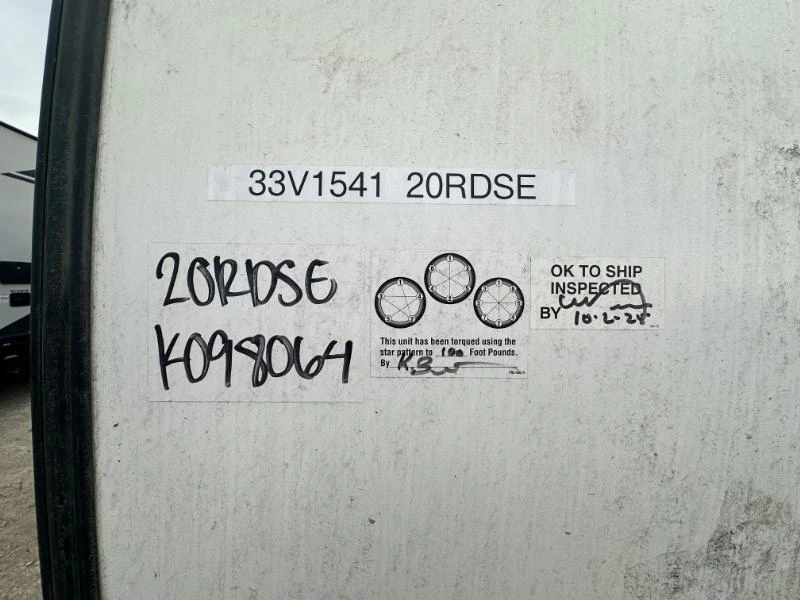 33V1541 20RDSE
20RDSE
K098064
This unit has been torqued using the
star pattern to 100 Foot Pounds.
By
OK TO SHIP
INSPECTED
BY
10-2-24